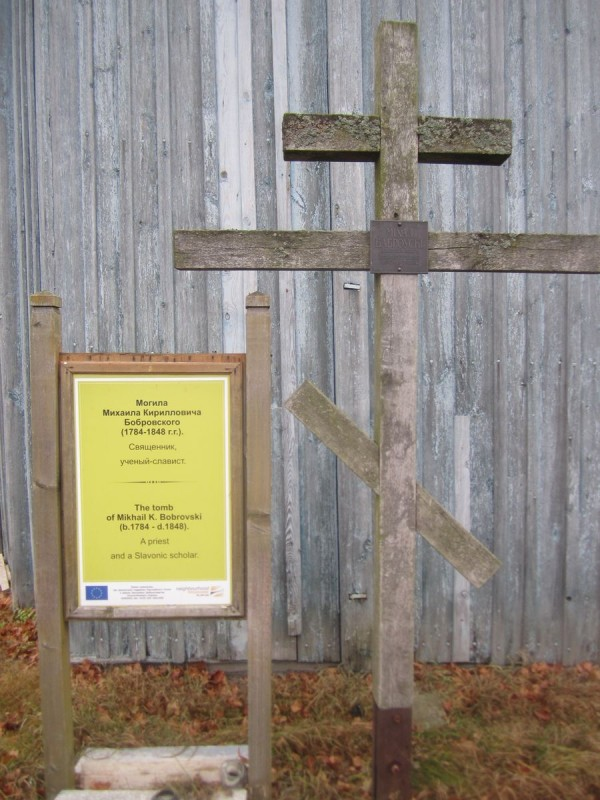 Могила
Михаила Кирилловича
Бобровского
(1784-1848 г.г.).
Священник,
ученый-славист.
The tomb
of Mikhail K. Bobrovski
(b.1784 - d.1848).
A priest
and a Slavonic scholar.